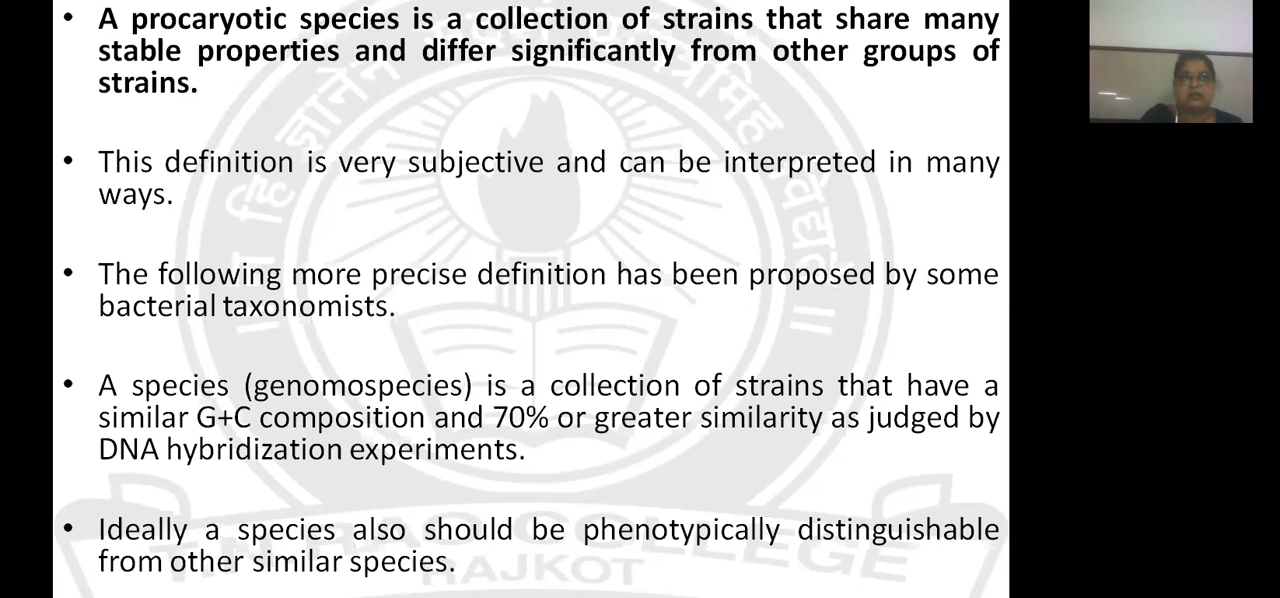 • A procaryotic species is a collection of strains that share many
stable properties and differ significantly from other groups of
strains.
• This definition is very subjective and can be interpreted in many
ways.
• The following more precise definition has been proposed by some
bacterial taxonomists.
• A species (genomospecies) is a collection of strains that have a
similar G+C composition and 70% or greater similarity as judged by
DNA hybridization experiments.
• Ideally a species also should be phenotypically distinguishable
from other similar species.
RAJKOT